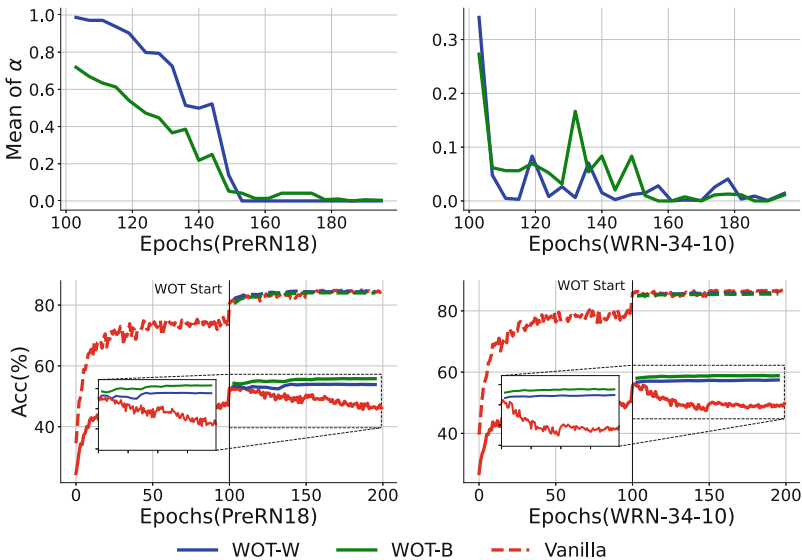 Mean of α
1.0
0.8
0.6
0.4
0.2
0.0
100 120 140 160 180
Epochs(PreRN18)
0.3
0.2
0.1
0.0
100 120 140 160 180
Epochs(WRN-34-10)
Acc(%)
80
60
40
WOT Start
0 50 100 150 200
Epochs(PreRN18)
80
60
40
WOT Start
0 50 100 150 200
Epochs(WRN-34-10)
WOT-W WOT-B Vanilla